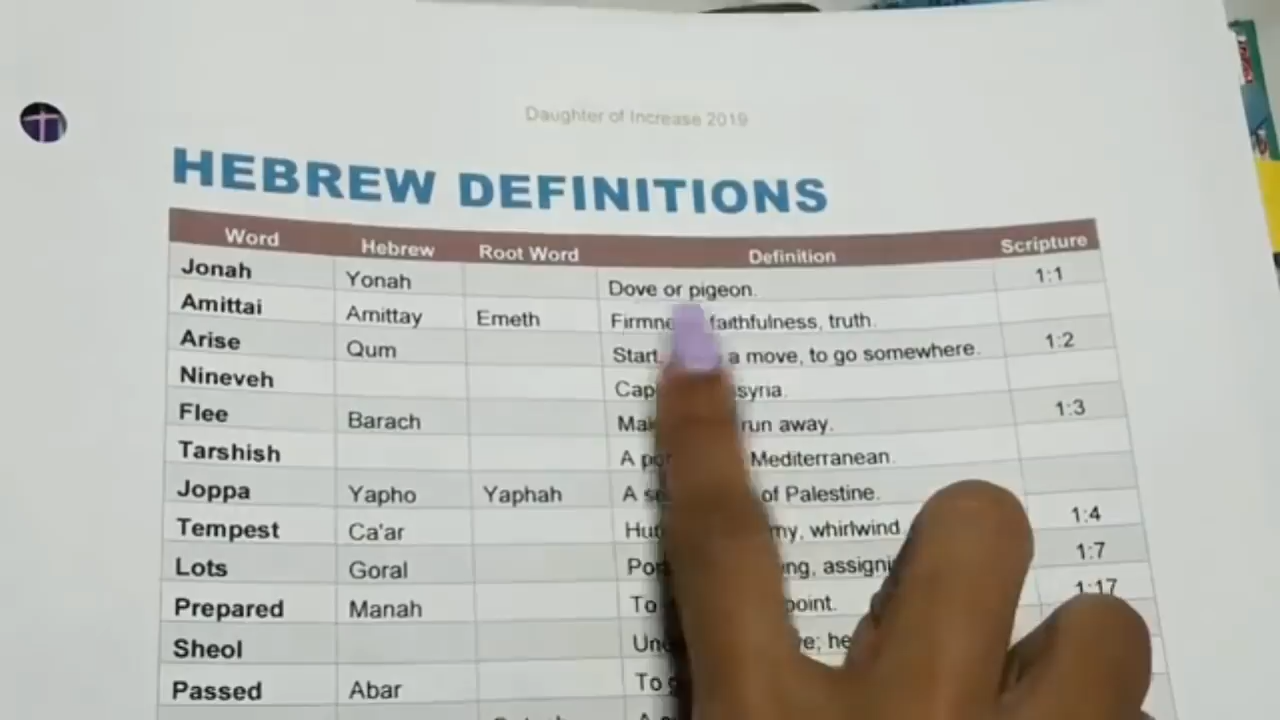 Daughter of Increase 2019
HEBREW DEFINITIONS
Word Hebrew Root Word Definition Scripture
Jonah Yonah Dove or pigeon. 1:1
Amittai Amittay Emeth faithfulness, truth.
Arise Qum Start a move, to go somewhere. 1:2
Nineveh
Flee Barach run away. 1:3
Tarshish A Mediterranean.
Joppa Yapho Yaphah A of Palestine.
Tempest Ca'ar whirlwind 1:4
Lots Goral 1:7
Prepared Manah To 1:17
Sheol
Passed Abar To
A